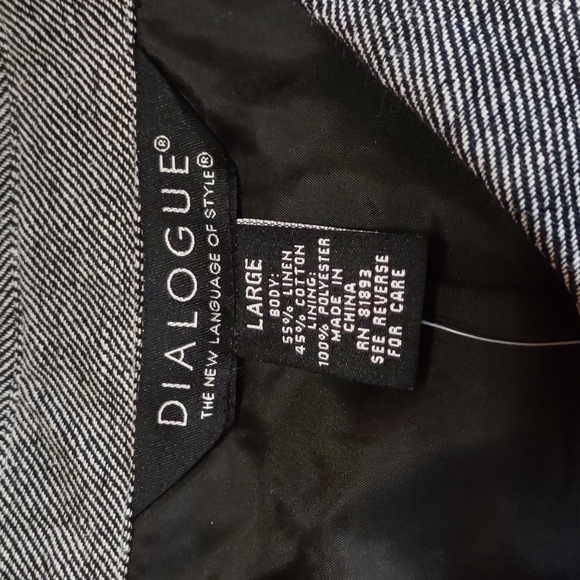 DIALOGUE®
THE NEW LANGUAGE OF STYLE®
LARGE
BODY:
55% LINEN
45% COTTON
LINING:
100% POLYESTER
MADE IN
CHINA
RN 81893
SEE REVERSE
FOR CARE